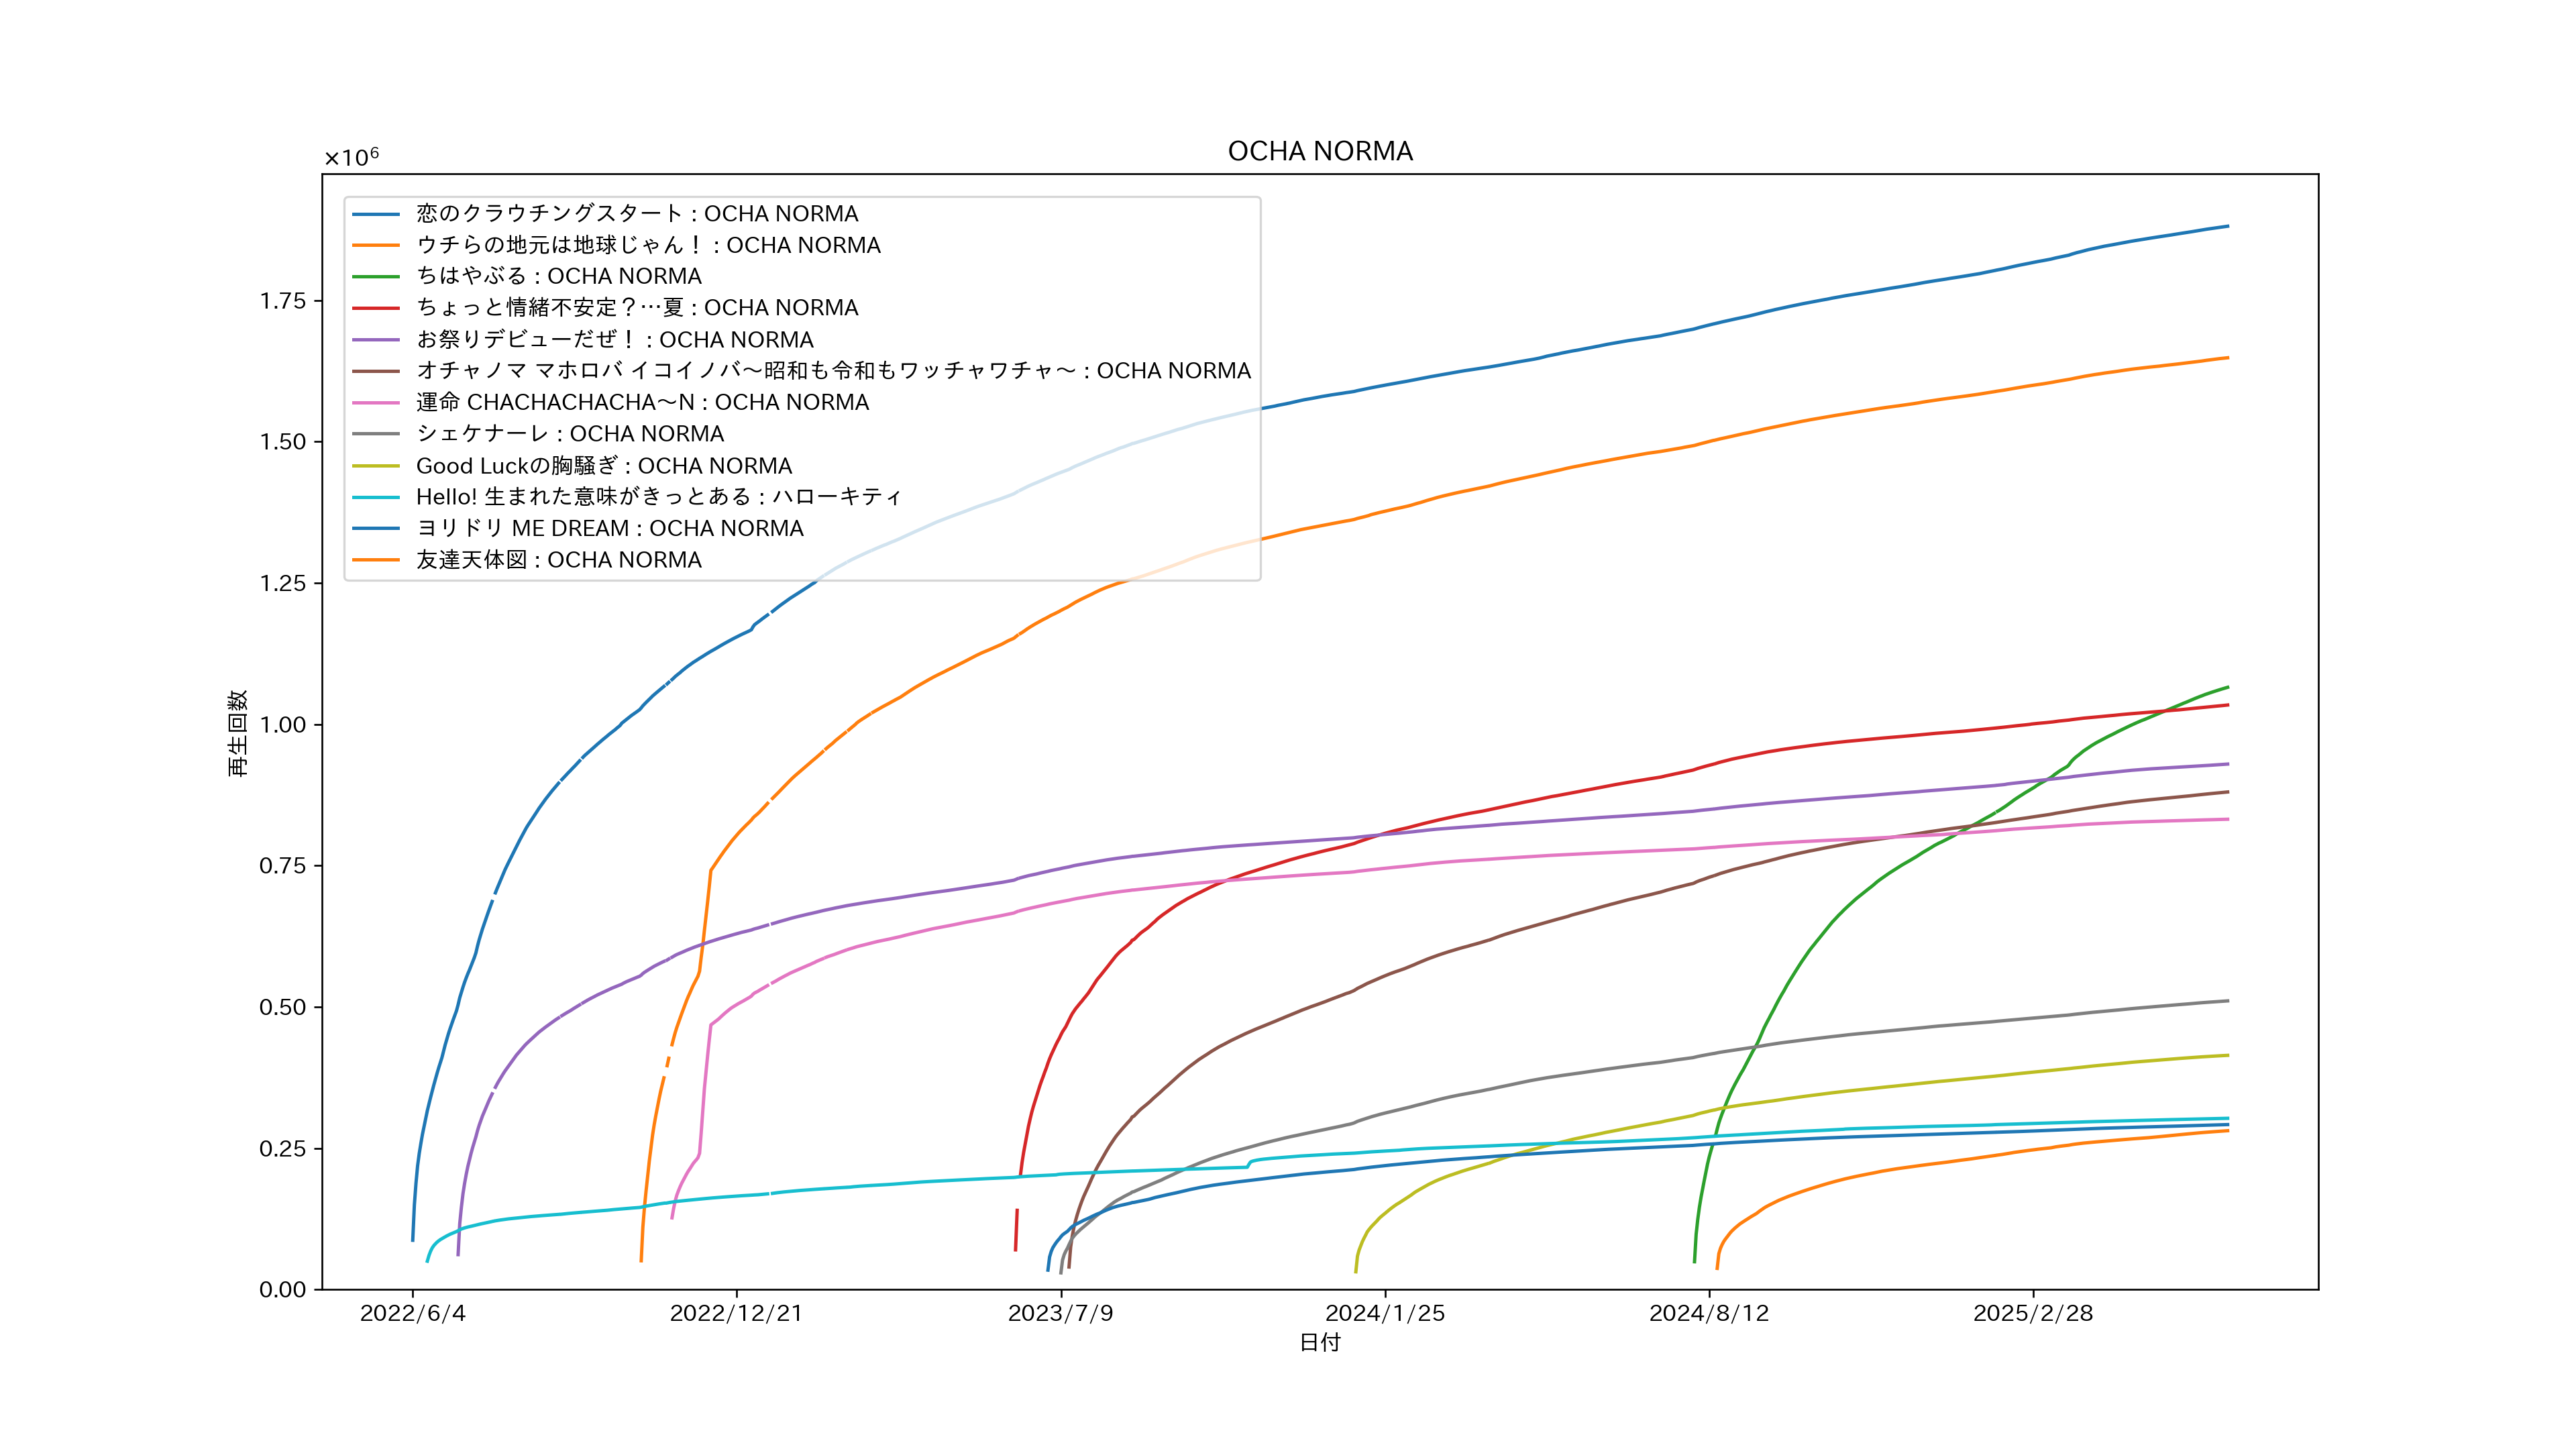 OCHA NORMA
×10⁶
恋のクラウチングスタート : OCHA NORMA
ウチらの地元は地球じゃん！ : OCHA NORMA
ちはやぶる : OCHA NORMA
ちょっと情緒不安定？…夏 : OCHA NORMA
お祭りデビューだぜ！ : OCHA NORMA
オチャノマ マホロバ イコイノバ〜昭和も令和もワッチャワチャ〜 : OCHA NORMA
運命 CHACHACHACHA〜N : OCHA NORMA
シェケナーレ : OCHA NORMA
Good Luckの胸騒ぎ : OCHA NORMA
Hello! 生まれた意味がきっとある : ハローキティ
ヨリドリ ME DREAM : OCHA NORMA
友達天体図 : OCHA NORMA
1.75
1.50
1.25
1.00
0.75
0.50
0.25
0.00
再生回数
2022/6/4
2022/12/21
2023/7/9
2024/1/25
2024/8/12
2025/2/28
日付